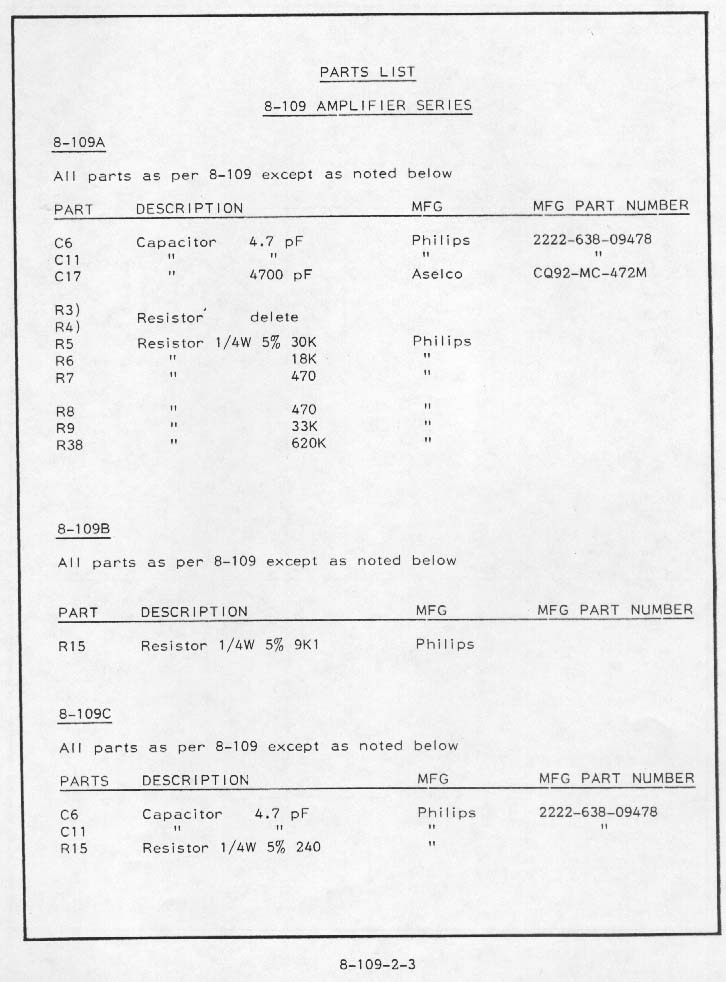 PARTS LIST
8-109 AMPLIFIER SERIES
8-109A
All parts as per 8-109 except as noted below
PART DESCRIPTION MFG MFG PART NUMBER
C6 Capacitor 4.7 pF Philips 2222-638-09478
C11 " " " "
C17 " 4700 pF Aselco CQ92-MC-472M
R3)
R4) Resistor delete
R5 Resistor 1/4W 5% 30K Philips
R6 " 18K "
R7 " 470 "
R8 " 470 "
R9 " 33K "
R38 " 620K "
8-109B
All parts as per 8-109 except as noted below
PART DESCRIPTION MFG MFG PART NUMBER
R15 Resistor 1/4W 5% 9K1 Philips
8-109C
All parts as per 8-109 except as noted below
PARTS DESCRIPTION MFG MFG PART NUMBER
C6 Capacitor 4.7 pF Philips 2222-638-09478
C11 " " " "
R15 Resistor 1/4W 5% 240 "
8-109-2-3